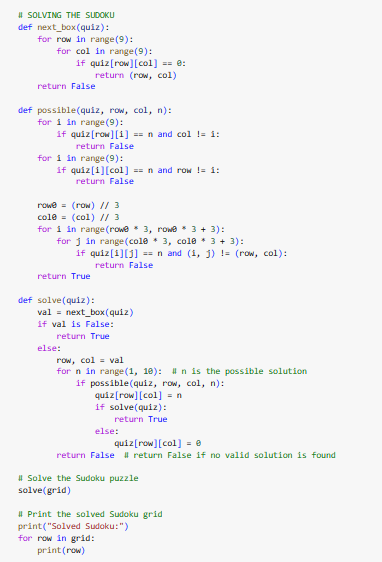 # SOLVING THE SUDOKU
def next_box(quiz):
    for row in range(9):
        for col in range(9):
            if quiz[row][col] == 0:
                return (row, col)
    return False

def possible(quiz, row, col, n):
    for i in range(9):
        if quiz[row][i] == n and col != i:
            return False
    for i in range(9):
        if quiz[i][col] == n and row != i:
            return False

    row0 = (row) // 3
    col0 = (col) // 3
    for i in range(row0 * 3, row0 * 3 + 3):
        for j in range(col0 * 3, col0 * 3 + 3):
            if quiz[i][j] == n and (i, j) != (row, col):
                return False
    return True

def solve(quiz):
    val = next_box(quiz)
    if val is False:
        return True
    else:
        row, col = val
        for n in range(1, 10):  # n is the possible solution
            if possible(quiz, row, col, n):
                quiz[row][col] = n
                if solve(quiz):
                    return True
                else:
                    quiz[row][col] = 0
        return False  # return False if no valid solution is found

# Solve the Sudoku puzzle
solve(grid)

# Print the solved Sudoku grid
print("Solved Sudoku:")
for row in grid:
    print(row)